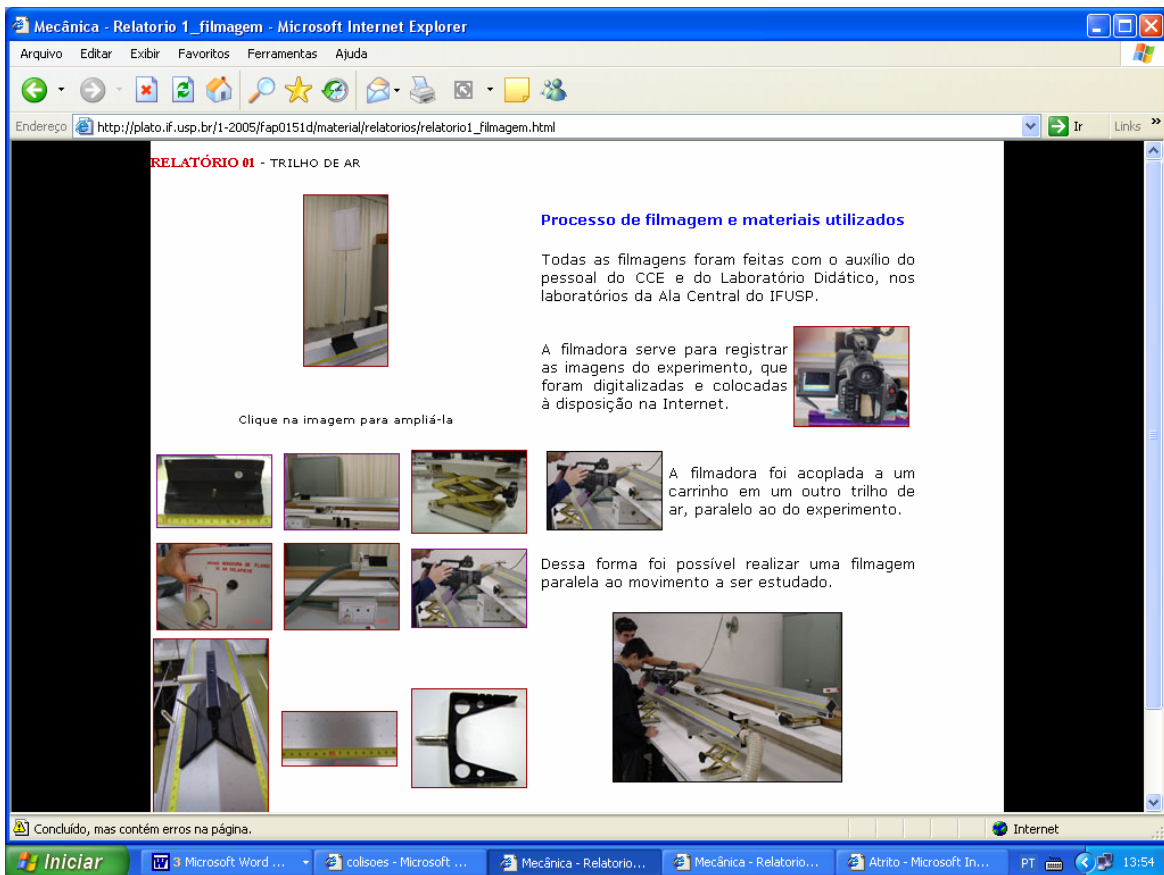 Mecânica - Relatorio 1_filmagem - Microsoft Internet Explorer
Arquivo Editar Exibir Favoritos Ferramentas Ajuda
Endereço http://plato.if.usp.br/1-2005/fap0151d/material/relatorios/relatorio1_filmagem.html Ir Links »
RELATÓRIO 01 - TRILHO DE AR
Processo de filmagem e materiais utilizados
Todas as filmagens foram feitas com o auxílio do
pessoal do CCE e do Laboratório Didático, nos
laboratórios da Ala Central do IFUSP.
A filmadora serve para registrar
as imagens do experimento, que
foram digitalizadas e colocadas
à disposição na Internet.
Clique na imagem para ampliá-la
A filmadora foi acoplada a um
carrinho em um outro trilho de
ar, paralelo ao do experimento.
Dessa forma foi possível realizar uma filmagem
paralela ao movimento a ser estudado.
Concluído, mas contém erros na página.
Internet
Iniciar
3 Microsoft Word ...
colisoes - Microsoft ...
Mecânica - Relatorio...
Mecânica - Relatorio...
Atrito - Microsoft In...
PT
13:54